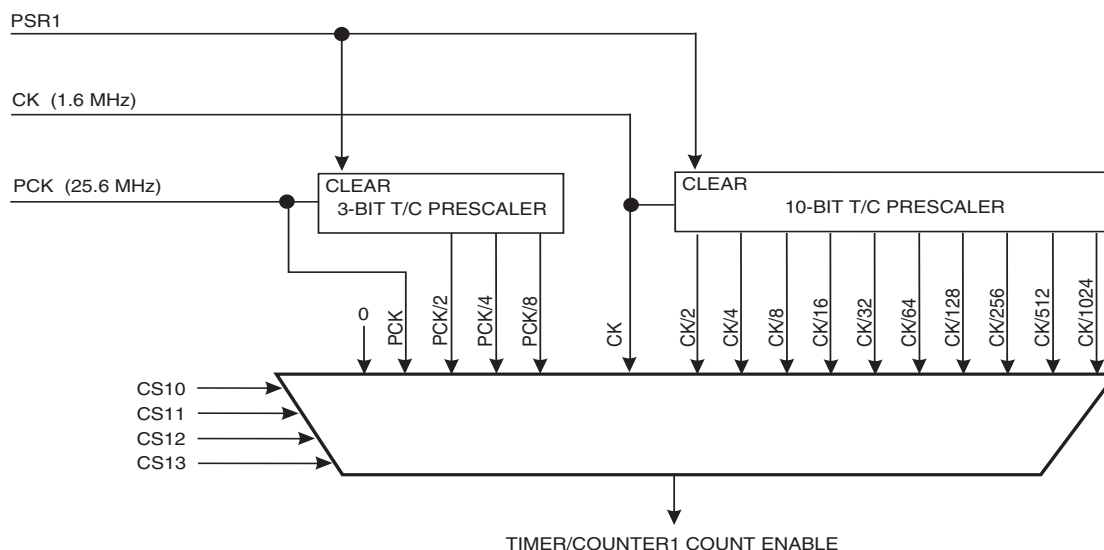 PSR1
CK (1.6 MHz)
PCK (25.6 MHz)
CLEAR
3-BIT T/C PRESCALER
CLEAR
10-BIT T/C PRESCALER
0
PCK
PCK/2
PCK/4
PCK/8
CK
CK/2
CK/4
CK/8
CK/16
CK/32
CK/64
CK/128
CK/256
CK/512
CK/1024
CS10
CS11
CS12
CS13
TIMER/COUNTER1 COUNT ENABLE